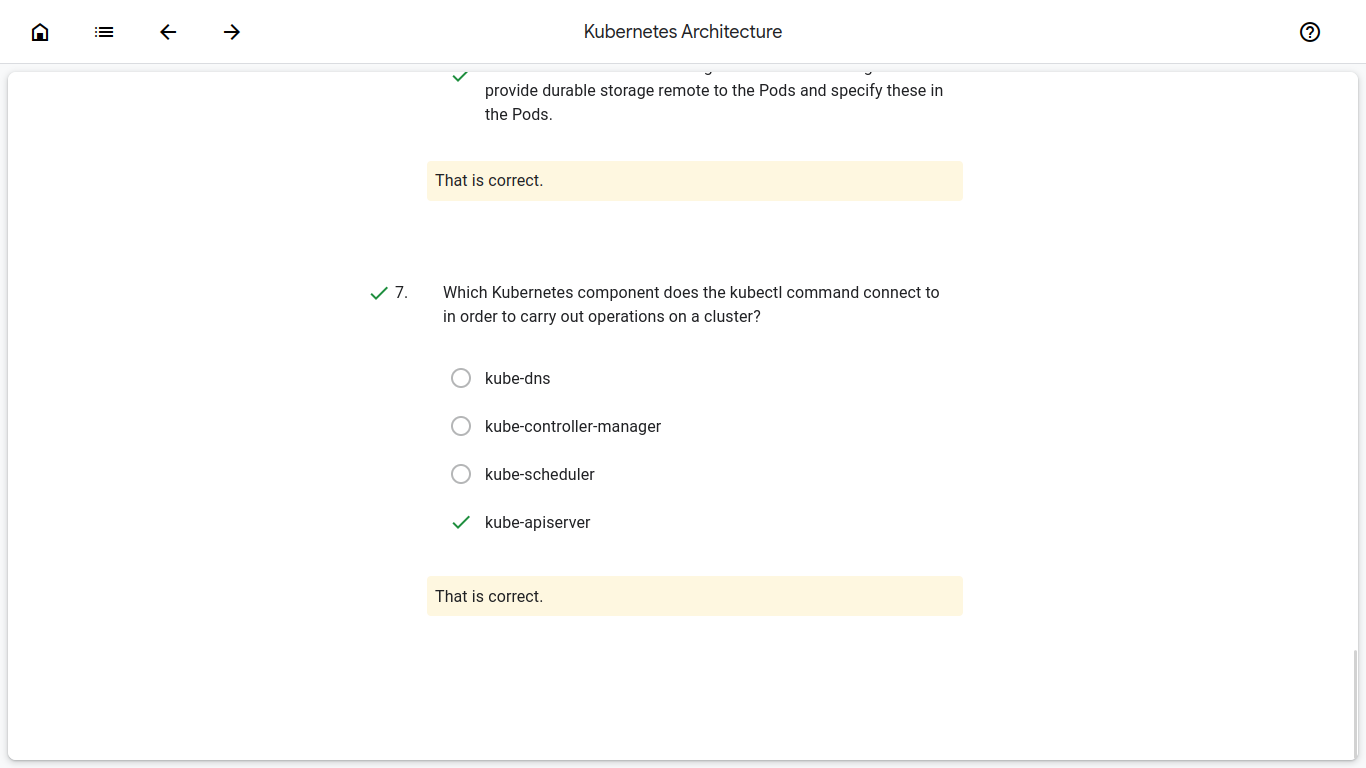 Kubernetes Architecture
provide durable storage remote to the Pods and specify these in
the Pods.
That is correct.
7.
Which Kubernetes component does the kubectl command connect to
in order to carry out operations on a cluster?
kube-dns
kube-controller-manager
kube-scheduler
kube-apiserver
That is correct.